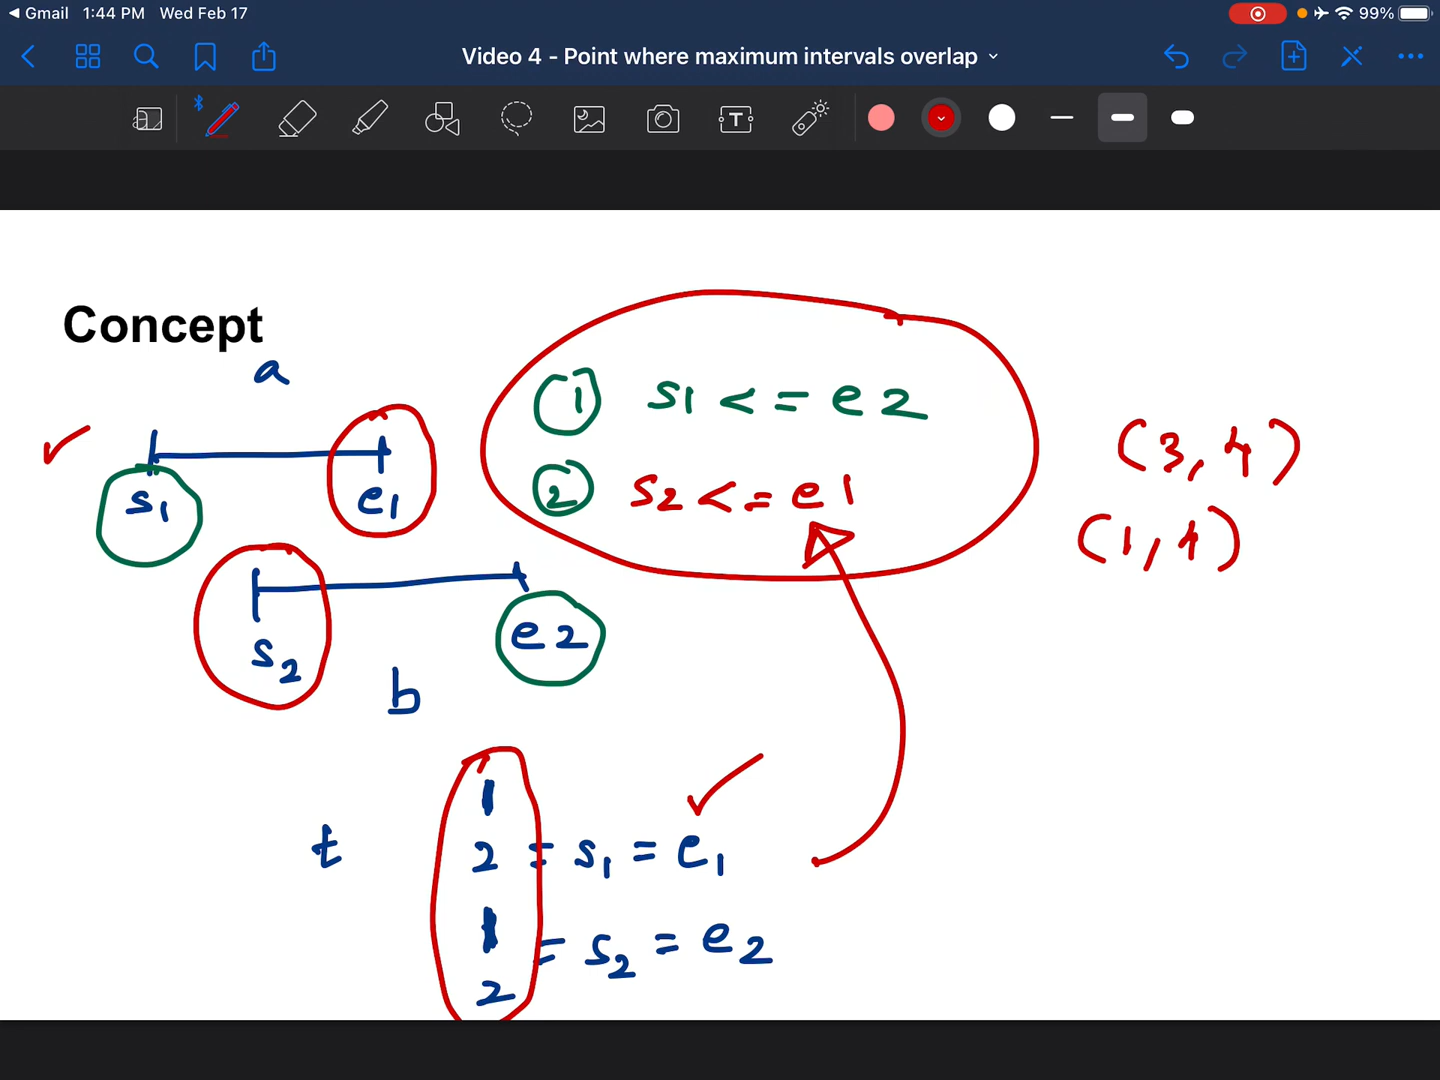 Gmail 1:44 PM Wed Feb 17
99%
Video 4 - Point where maximum intervals overlap
T
Concept
a
s1 e1
s2 e2
b
1 s1 <= e2
2 s2 <= e1
(3, 4)
(1, 4)
t
1
2 = s1 = e1
1
= s2 = e2
2